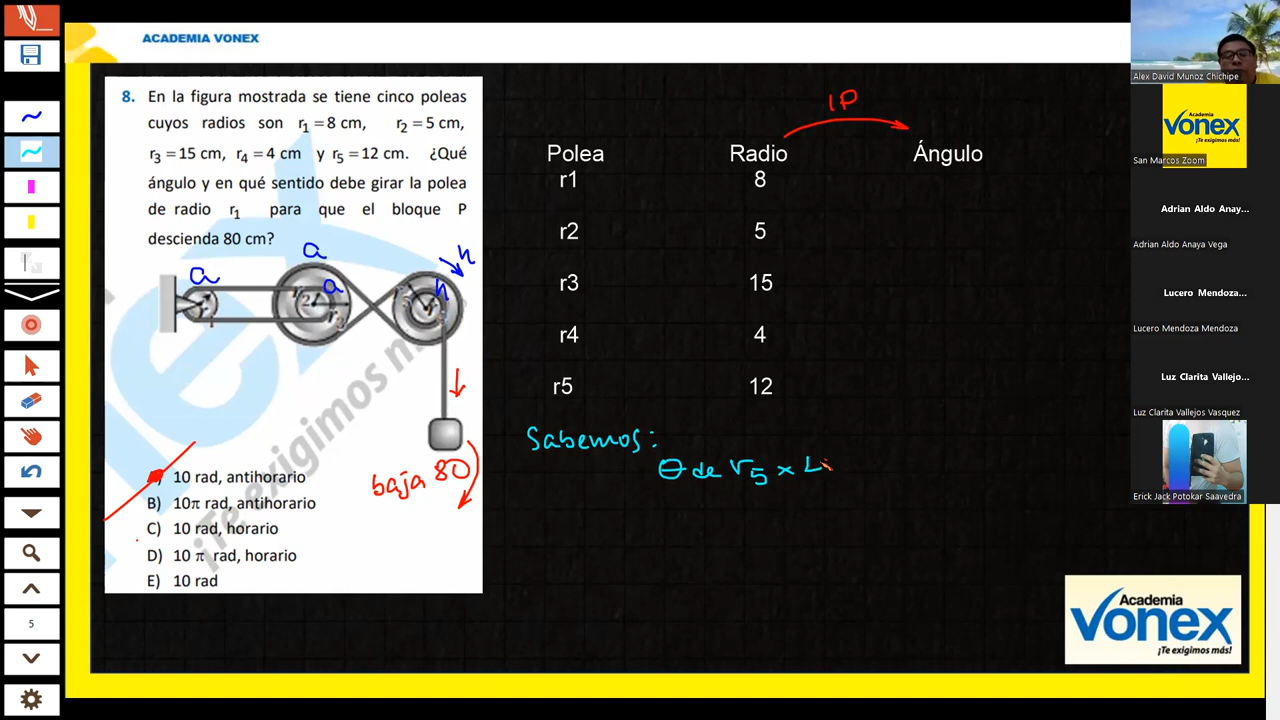 ACADEMIA VONEX
8. En la figura mostrada se tiene cinco poleas
cuyos radios son r1 = 8 cm, r2 = 5 cm,
r3 = 15 cm, r4 = 4 cm y r5 = 12 cm. ¿Qué
ángulo y en qué sentido debe girar la polea
de radio r1 para que el bloque P
descienda 80 cm?
a
a
a
h
h
baja 80
10 rad, antihorario
B) 10π rad, antihorario
C) 10 rad, horario
D) 10 π rad, horario
E) 10 rad
¡Te exigimos m
IP
Polea Radio Ángulo
r1 8
r2 5
r3 15
r4 4
r5 12
Sabemos:
θ de r5 x L
Alex David Munoz Chichipe
Academia
Vonex
¡Te exigimos más!
San Marcos Zoom
Adrian Aldo Anay...
Adrian Aldo Anaya Vega
Lucero Mendoza...
Lucero Mendoza Mendoza
Luz Clarita Vallejo...
Luz Clarita Vallejos Vasquez
Erick Jack Potokar Saavedra
Academia
Vonex
¡Te exigimos más!
5